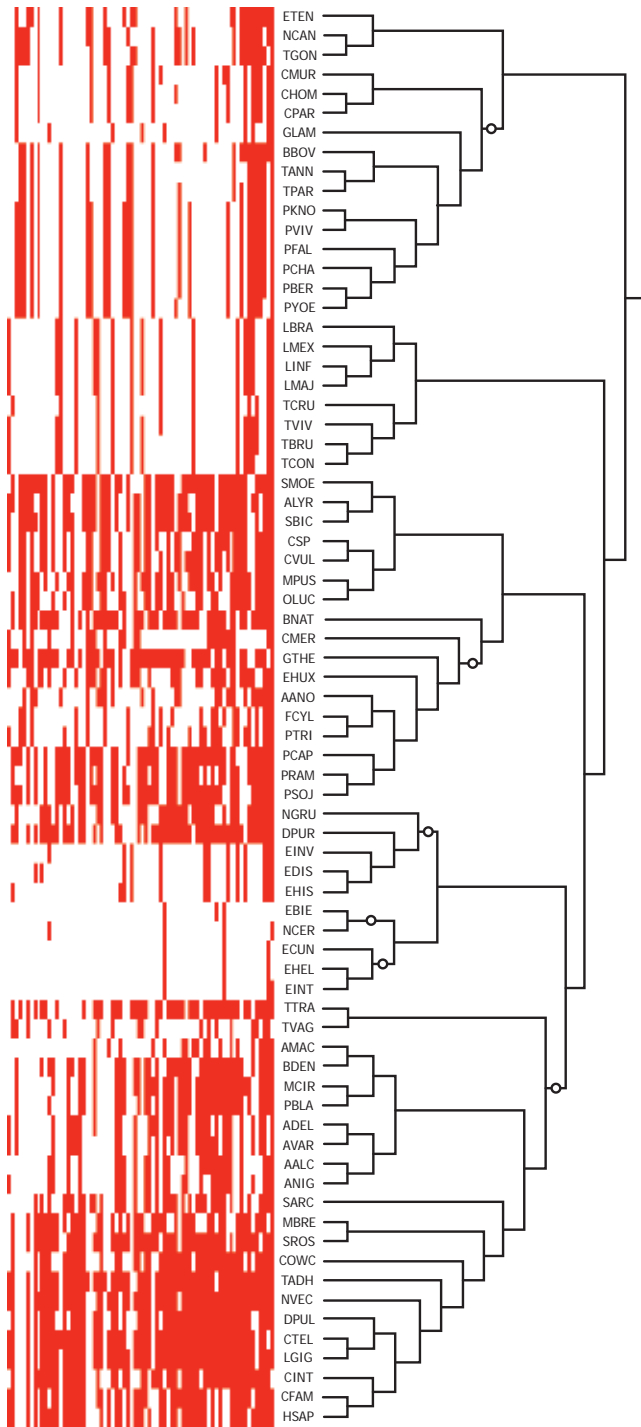 ETEN
NCAN
TGON
CMUR
CHOM
CPAR
GLAM
BBOV
TANN
TPAR
PKNO
PVIV
PFAL
PCHA
PBER
PYOE
LBRA
LMEX
LINF
LMAJ
TCRU
TVIV
TBRU
TCON
SMOE
ALYR
SBIC
CSP
CVUL
MPUS
OLUC
BNAT
CMER
GTHE
EHUX
AANO
FCYL
PTRI
PCAP
PRAM
PSOJ
NGRU
DPUR
EINV
EDIS
EHIS
EBIE
NCER
ECUN
EHEL
EINT
TTRA
TVAG
AMAC
BDEN
MCIR
PBLA
ADEL
AVAR
AALC
ANIG
SARC
MBRE
SROS
COWC
TADH
NVEC
DPUL
CTEL
LGIG
CINT
CFAM
HSAP